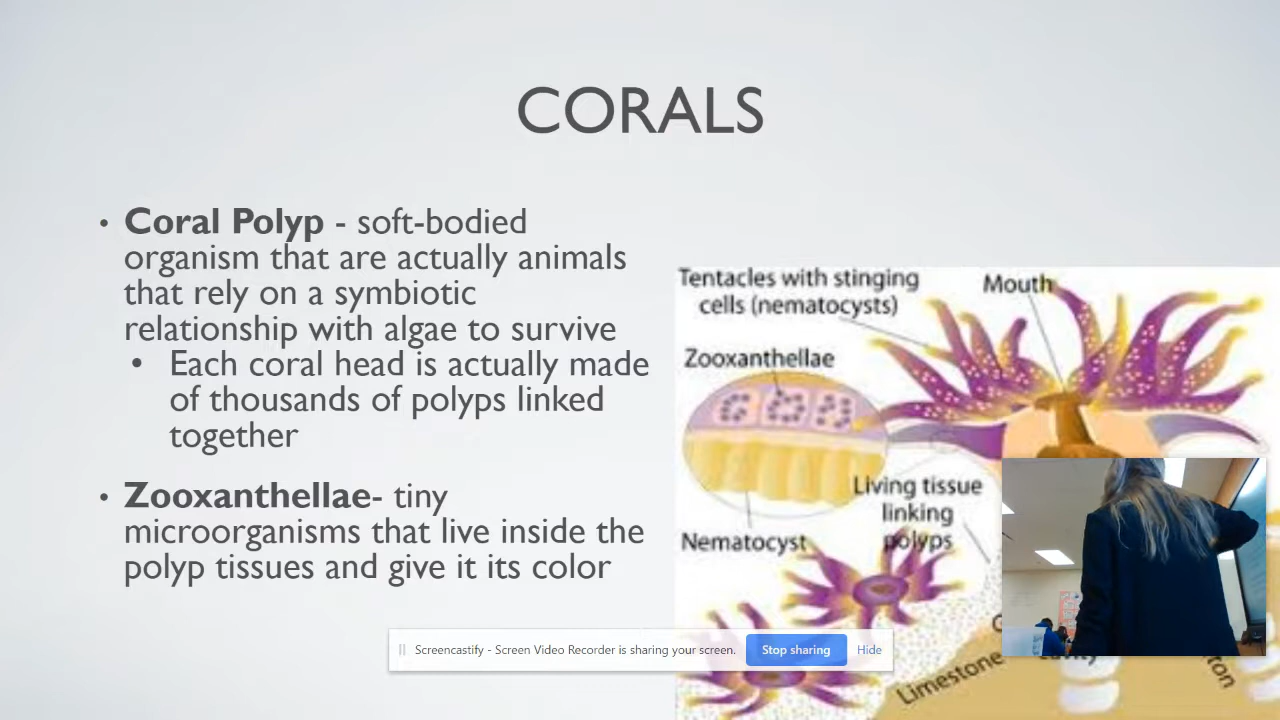 CORALS
• Coral Polyp - soft-bodied
organism that are actually animals
that rely on a symbiotic
relationship with algae to survive
• Each coral head is actually made
of thousands of polyps linked
together
• Zooxanthellae- tiny
microorganisms that live inside the
polyp tissues and give it its color
Tentacles with stinging
cells (nematocysts)
Mouth
Zooxanthellae
Living tissue
linking
polyps
Nematocyst
Limestone
Screencastify - Screen Video Recorder is sharing your screen.
Stop sharing
Hide